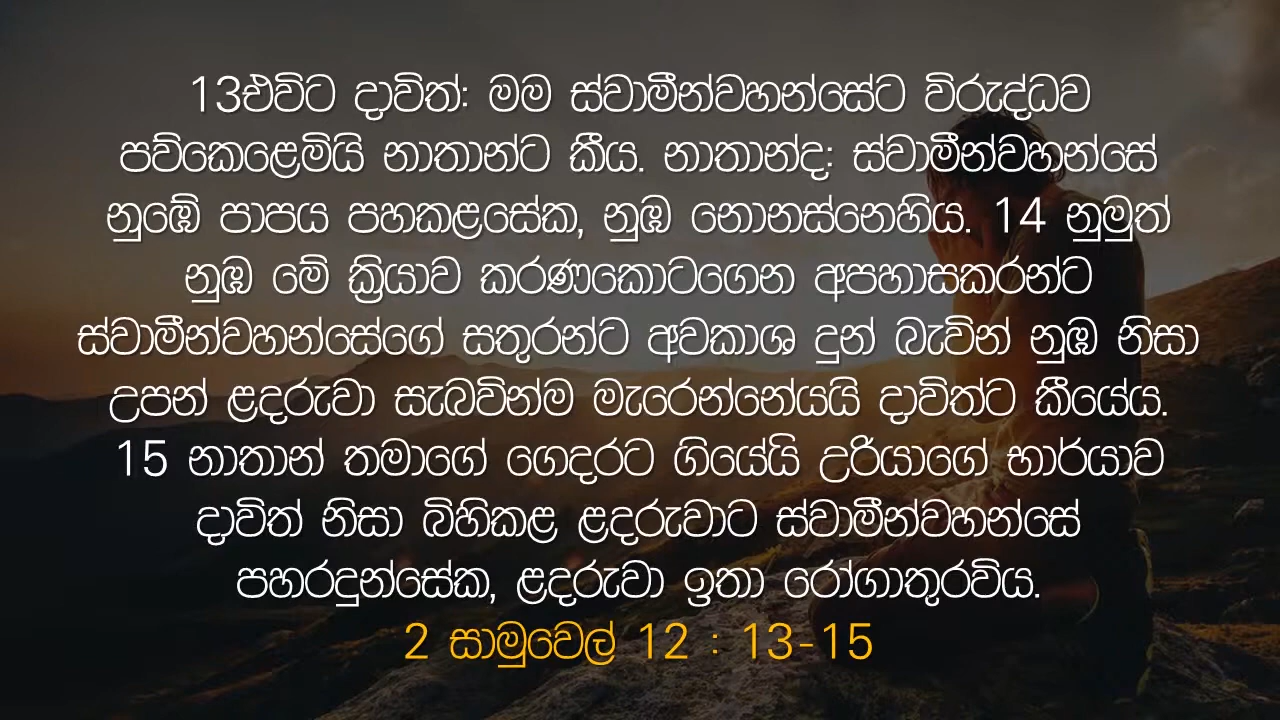 13එවිට දාවිත්: මම ස්වාමීන්වහන්සේට විරුද්ධව
පව්කෙළෙමියි නාතාන්ට කීය. නාතාන්ද: ස්වාමීන්වහන්සේ
නුඹේ පාපය පහකළසේක, නුඹ නොනස්නෙහිය. 14 නුමුත්
නුඹ මේ ක්‍රියාව කරණකොටගෙන අපහාසකරන්ට
ස්වාමීන්වහන්සේගේ සතුරන්ට අවකාශ දුන් බැවින් නුඹ නිසා
උපන් ළදරුවා සැබවින්ම මැරෙන්නේයයි දාවිත්ට කීයේය.
15 නාතාන් තමාගේ ගෙදරට ගියේයි උරියාගේ භාර්යාව
දාවිත් නිසා බිහිකළ ළදරුවාට ස්වාමීන්වහන්සේ
පහරදුන්සේක, ළදරුවා ඉතා රෝගාතුරවිය.
2 සාමුවෙල් 12 : 13-15